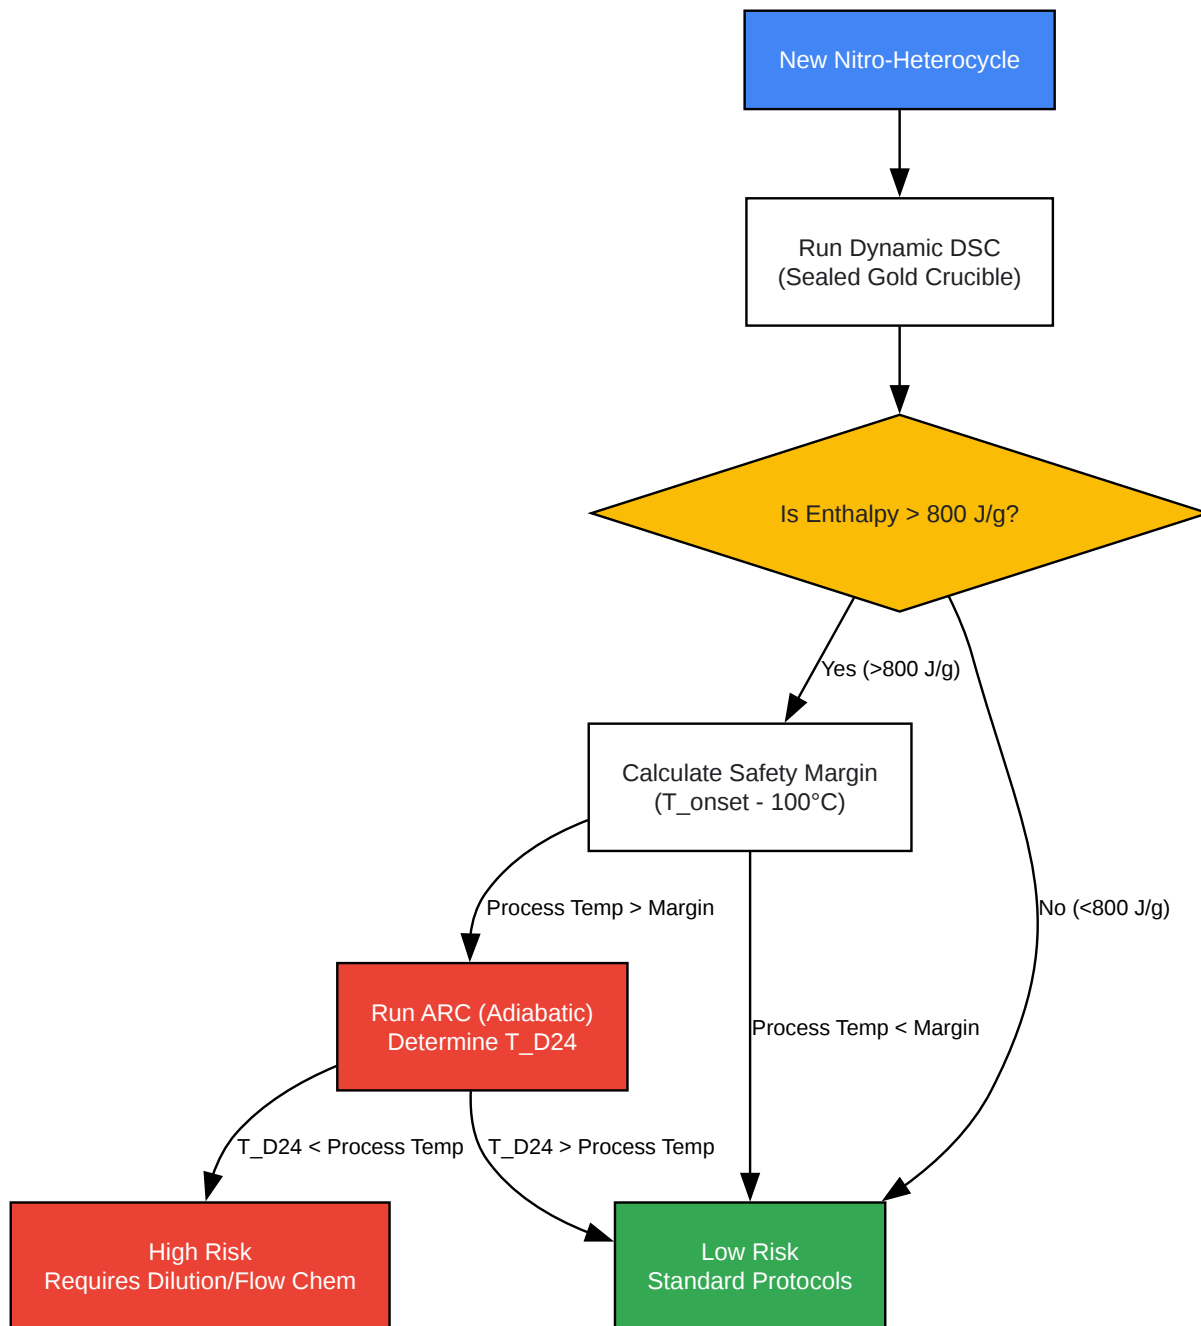 New Nitro-Heterocycle
Run Dynamic DSC
(Sealed Gold Crucible)
Is Enthalpy > 800 J/g?
Yes (>800 J/g)
Calculate Safety Margin
(T_onset - 100°C)
Process Temp > Margin
No (<800 J/g)
Run ARC (Adiabatic)
Determine T_D24
Process Temp < Margin
T_D24 < Process Temp
T_D24 > Process Temp
High Risk
Requires Dilution/Flow Chem
Low Risk
Standard Protocols